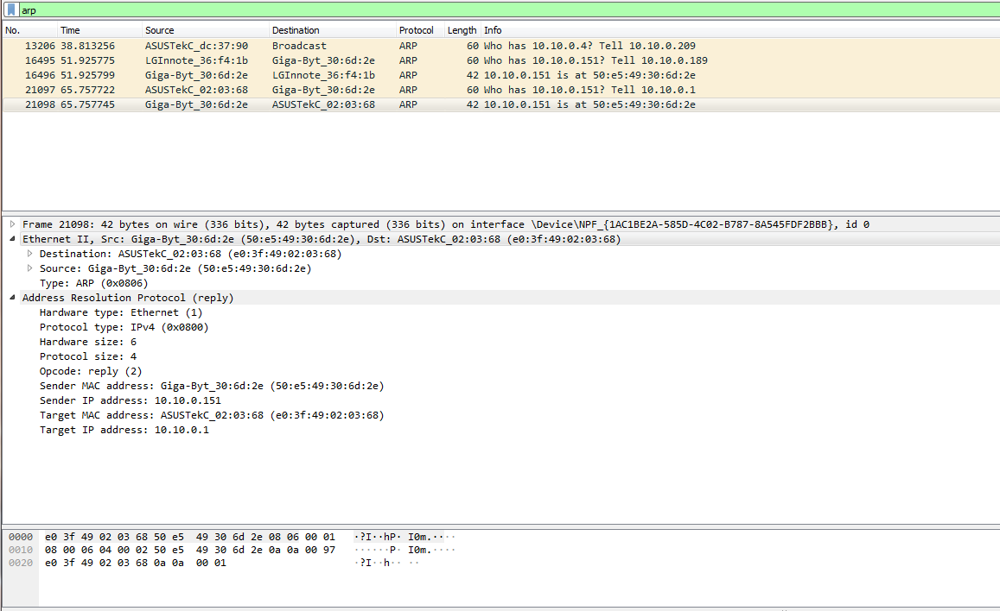 arp
No. Time Source Destination Protocol Length Info
13206 38.813256 ASUSTekC_dc:37:90 Broadcast ARP 60 Who has 10.10.0.4? Tell 10.10.0.209
16495 51.925775 LGInnote_36:f4:1b Giga-Byt_30:6d:2e ARP 60 Who has 10.10.0.151? Tell 10.10.0.189
16496 51.925799 Giga-Byt_30:6d:2e LGInnote_36:f4:1b ARP 42 10.10.0.151 is at 50:e5:49:30:6d:2e
21097 65.757722 ASUSTekC_02:03:68 Giga-Byt_30:6d:2e ARP 60 Who has 10.10.0.151? Tell 10.10.0.1
21098 65.757745 Giga-Byt_30:6d:2e ASUSTekC_02:03:68 ARP 42 10.10.0.151 is at 50:e5:49:30:6d:2e
Frame 21098: 42 bytes on wire (336 bits), 42 bytes captured (336 bits) on interface \Device\NPF_{1AC1BE2A-585D-4C02-B787-8A545FDF2BBB}, id 0
Ethernet II, Src: Giga-Byt_30:6d:2e (50:e5:49:30:6d:2e), Dst: ASUSTekC_02:03:68 (e0:3f:49:02:03:68)
Destination: ASUSTekC_02:03:68 (e0:3f:49:02:03:68)
Source: Giga-Byt_30:6d:2e (50:e5:49:30:6d:2e)
Type: ARP (0x0806)
Address Resolution Protocol (reply)
Hardware type: Ethernet (1)
Protocol type: IPv4 (0x0800)
Hardware size: 6
Protocol size: 4
Opcode: reply (2)
Sender MAC address: Giga-Byt_30:6d:2e (50:e5:49:30:6d:2e)
Sender IP address: 10.10.0.151
Target MAC address: ASUSTekC_02:03:68 (e0:3f:49:02:03:68)
Target IP address: 10.10.0.1
0000 e0 3f 49 02 03 68 50 e5 49 30 6d 2e 08 06 00 01 ·?I··hP· I0m.····
0010 08 00 06 04 00 02 50 e5 49 30 6d 2e 0a 0a 00 97 ······P· I0m.····
0020 e0 3f 49 02 03 68 0a 0a 00 01 ·?I··h·· ··